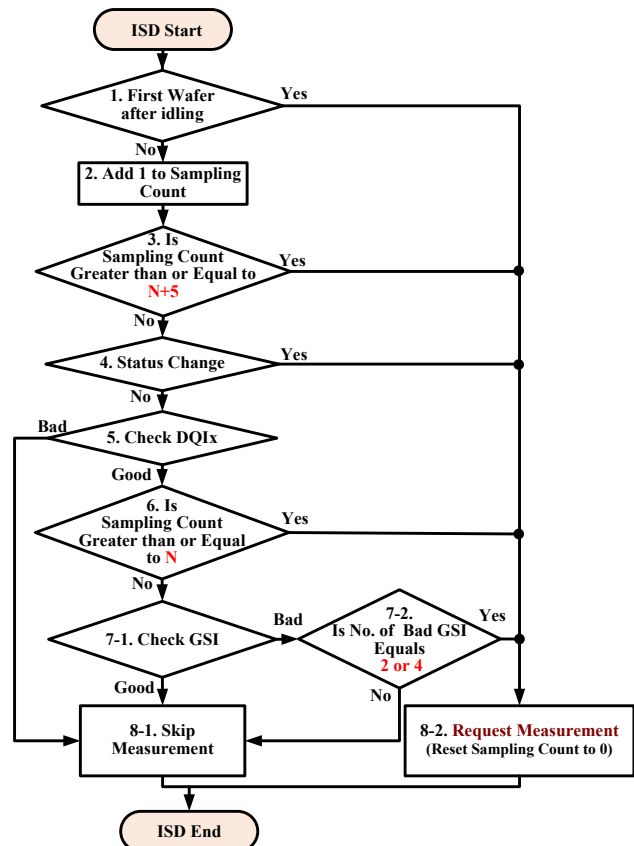 ISD Start
1. First Wafer
after idling
Yes
No
2. Add 1 to Sampling
Count
3. Is
Sampling Count
Greater than or Equal to
N+5
Yes
No
4. Status Change
Yes
No
Bad
5. Check DQIx
Good
6. Is
Sampling Count
Greater than or Equal
to N
Yes
No
7-1. Check GSI
Bad
7-2.
Is No. of Bad GSI
Equals
2 or 4
Yes
No
Good
8-1. Skip
Measurement
8-2. Request Measurement
(Reset Sampling Count to 0)
ISD End